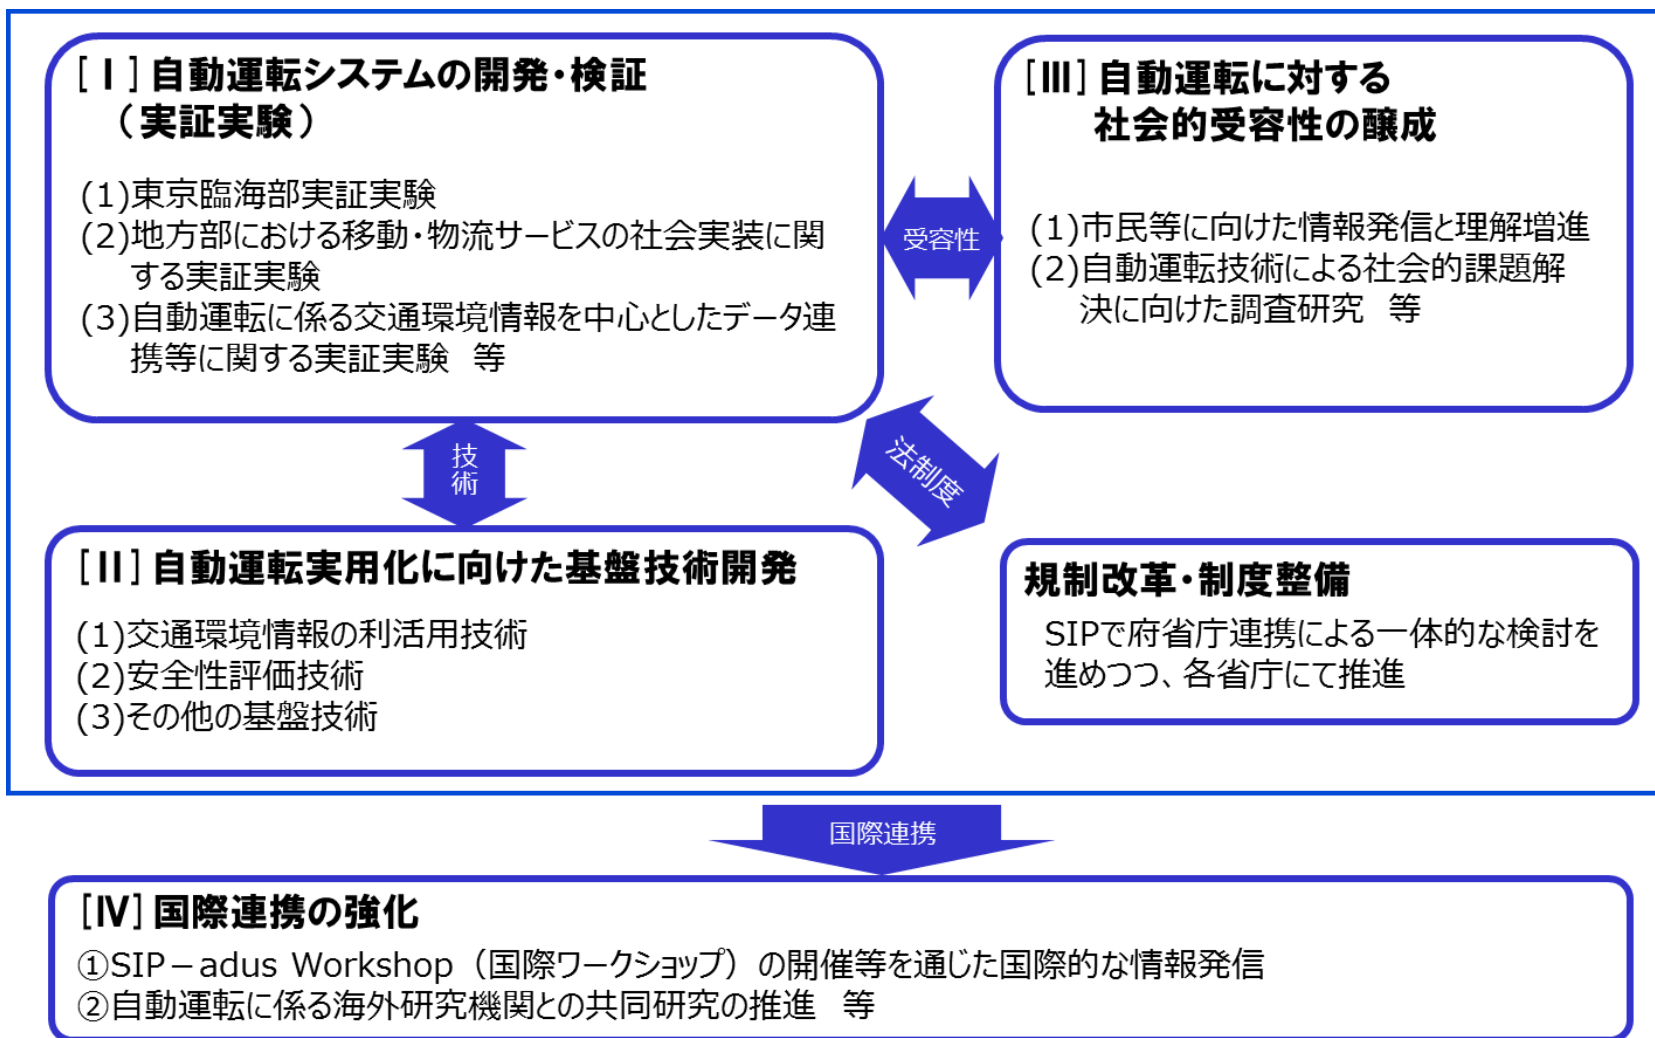 [Ⅰ]自動運転システムの開発・検証
（実証実験）
(1)東京臨海部実証実験
(2)地方部における移動・物流サービスの社会実装に関
する実証実験
(3)自動運転に係る交通環境情報を中心としたデータ連
携等に関する実証実験　等
受容性
[Ⅲ]自動運転に対する
社会的受容性の醸成
(1)市民等に向けた情報発信と理解増進
(2)自動運転技術による社会的課題解
決に向けた調査研究　等
技
術
法制度
[Ⅱ]自動運転実用化に向けた基盤技術開発
(1)交通環境情報の利活用技術
(2)安全性評価技術
(3)その他の基盤技術
規制改革・制度整備
SIPで府省庁連携による一体的な検討を
進めつつ、各省庁にて推進
国際連携
[Ⅳ]国際連携の強化
①SIP－adus Workshop（国際ワークショップ）の開催等を通じた国際的な情報発信
②自動運転に係る海外研究機関との共同研究の推進　等